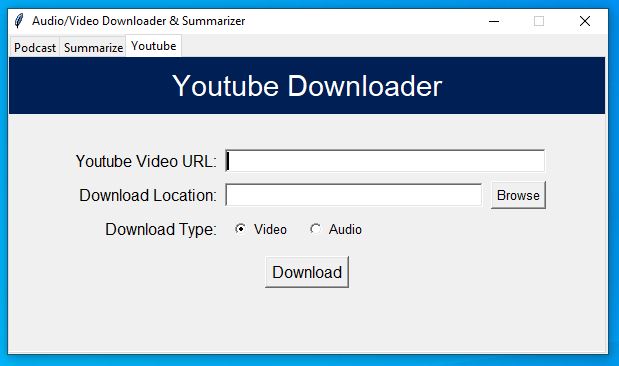 Audio/Video Downloader & Summarizer
Podcast Summarize Youtube
Youtube Downloader
Youtube Video URL:
Download Location: Browse
Download Type: Video Audio
Download